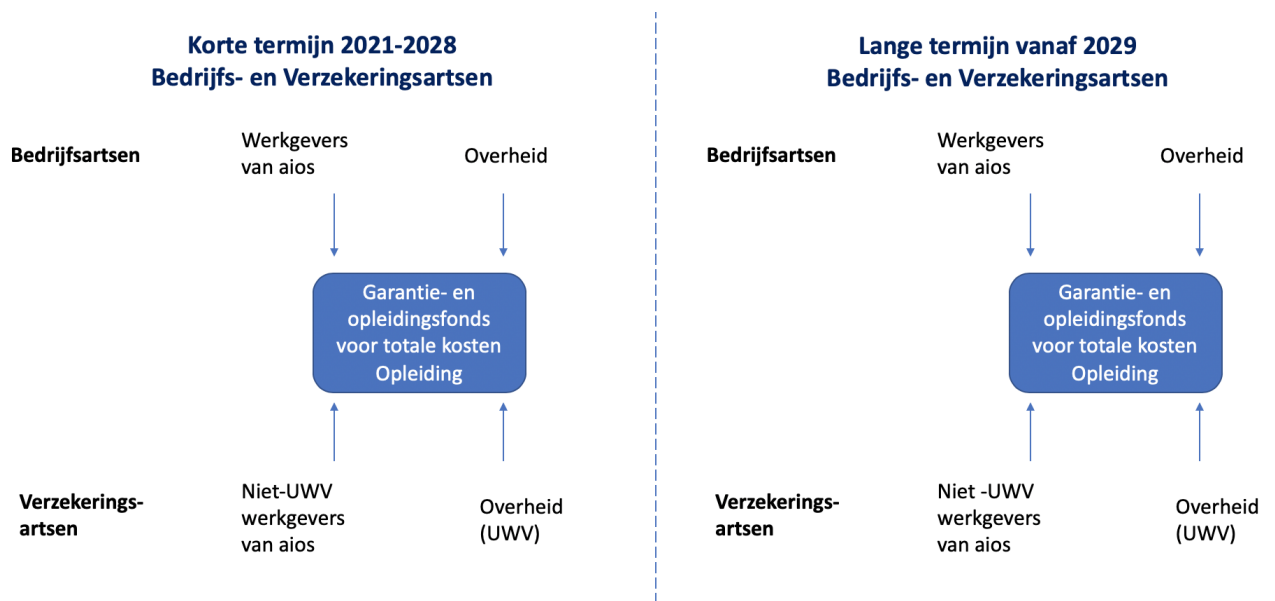 Korte termijn 2021-2028
Bedrijfs- en Verzekeringsartsen
Bedrijfsartsen
Werkgevers
van aios
Overheid
Garantie- en
opleidingsfonds
voor totale kosten
Opleiding
Verzekerings-
artsen
Niet-UWV
werkgevers
van aios
Overheid
(UWV)
Lange termijn vanaf 2029
Bedrijfs- en Verzekeringsartsen
Bedrijfsartsen
Werkgevers
van aios
Overheid
Garantie- en
opleidingsfonds
voor totale kosten
Opleiding
Verzekerings-
artsen
Niet -UWV
werkgevers
van aios
Overheid
(UWV)